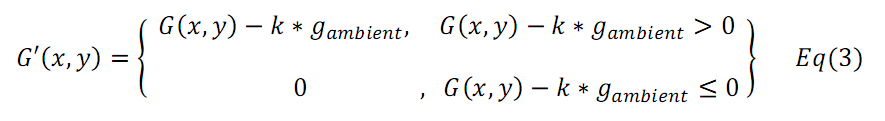 G(x, y) − k ∗ g_ambient, G(x, y) − k ∗ g_ambient > 0
G′(x, y) = { } Eq(3)
0 , G(x, y) − k ∗ g_ambient ≤ 0